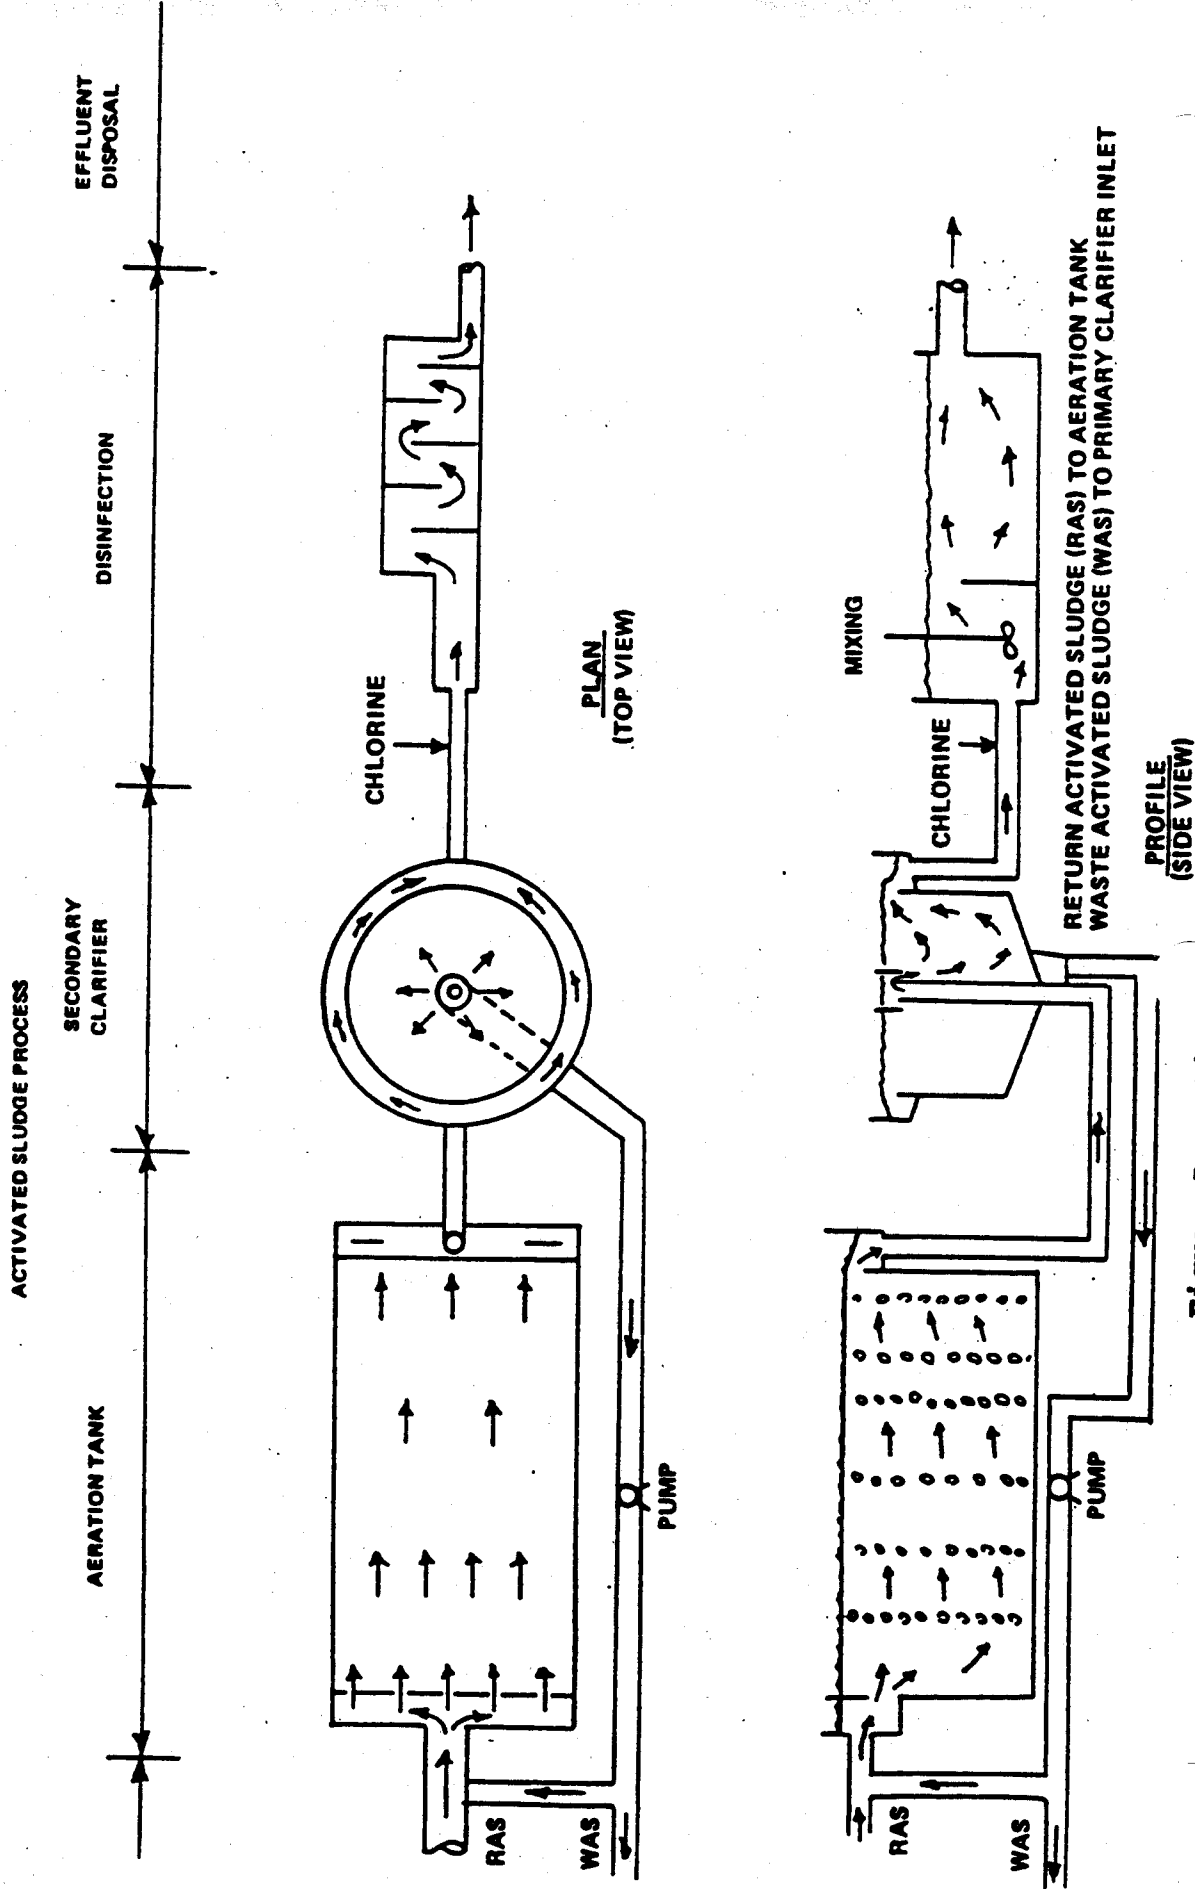 ACTIVATED SLUDGE PROCESS
AERATION TANK
SECONDARY
CLARIFIER
DISINFECTION
EFFLUENT
DISPOSAL
CHLORINE
RAS
WAS
PUMP
PLAN
(TOP VIEW)
MIXING
CHLORINE
RAS
WAS
PUMP
RETURN ACTIVATED SLUDGE (RAS) TO AERATION TANK
WASTE ACTIVATED SLUDGE (WAS) TO PRIMARY CLARIFIER INLET
PROFILE
(SIDE VIEW)